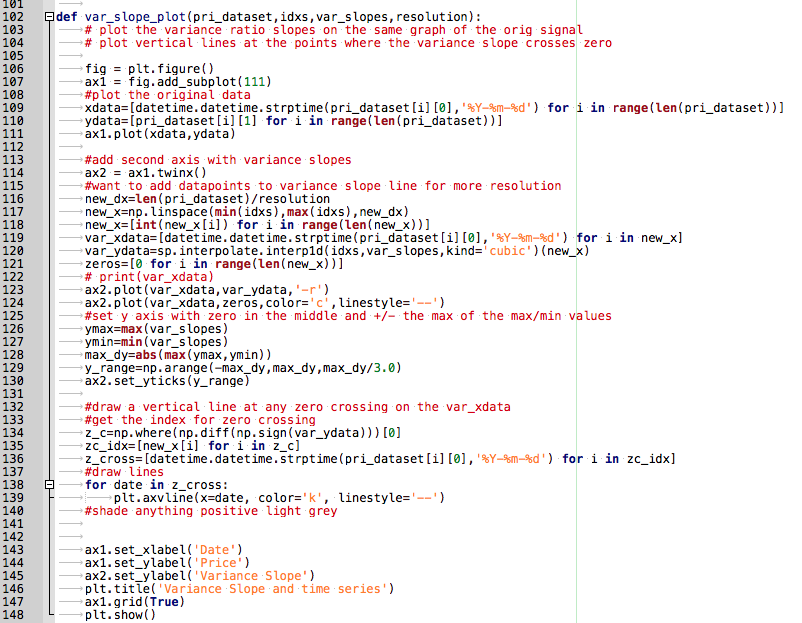 101
102 def var_slope_plot(pri_dataset,idxs,var_slopes,resolution):
103 # plot the variance ratio slopes on the same graph of the orig signal
104 # plot vertical lines at the points where the variance slope crosses zero
105
106 fig = plt.figure()
107 ax1 = fig.add_subplot(111)
108 #plot the original data
109 xdata=[datetime.datetime.strptime(pri_dataset[i][0],'%Y-%m-%d') for i in range(len(pri_dataset))]
110 ydata=[pri_dataset[i][1] for i in range(len(pri_dataset))]
111 ax1.plot(xdata,ydata)
112
113 #add second axis with variance slopes
114 ax2 = ax1.twinx()
115 #want to add datapoints to variance slope line for more resolution
116 new_dx=len(pri_dataset)/resolution
117 new_x=np.linspace(min(idxs),max(idxs),new_dx)
118 new_x=[int(new_x[i]) for i in range(len(new_x))]
119 var_xdata=[datetime.datetime.strptime(pri_dataset[i][0],'%Y-%m-%d') for i in new_x]
120 var_ydata=sp.interpolate.interp1d(idxs,var_slopes,kind='cubic')(new_x)
121 zeros=[0 for i in range(len(new_x))]
122 # print(var_xdata)
123 ax2.plot(var_xdata,var_ydata,'-r')
124 ax2.plot(var_xdata,zeros,color='c',linestyle='--')
125 #set y axis with zero in the middle and +/- the max of the max/min values
126 ymax=max(var_slopes)
127 ymin=min(var_slopes)
128 max_dy=abs(max(ymax,ymin))
129 y_range=np.arange(-max_dy,max_dy,max_dy/3.0)
130 ax2.set_yticks(y_range)
131
132 #draw a vertical line at any zero crossing on the var_xdata
133 #get the index for zero crossing
134 z_c=np.where(np.diff(np.sign(var_ydata)))[0]
135 zc_idx=[new_x[i] for i in z_c]
136 z_cross=[datetime.datetime.strptime(pri_dataset[i][0],'%Y-%m-%d') for i in zc_idx]
137 #draw lines
138 for date in z_cross:
139 plt.axvline(x=date, color='k', linestyle='--')
140 #shade anything positive light grey
141
142
143 ax1.set_xlabel('Date')
144 ax1.set_ylabel('Price')
145 ax2.set_ylabel('Variance Slope')
146 plt.title('Variance Slope and time series')
147 ax1.grid(True)
148 plt.show()